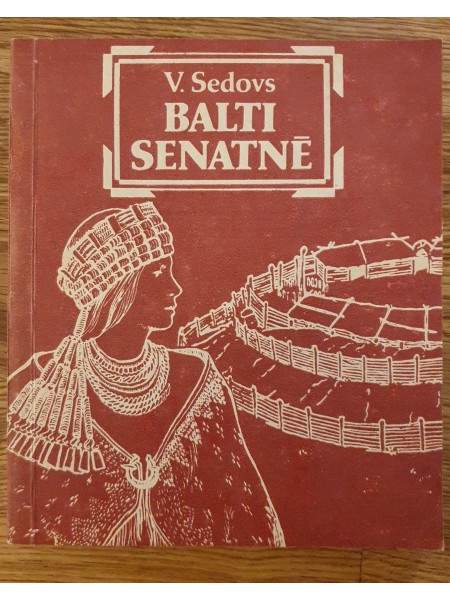 V. Sedovs
BALTI
SENATNĒ